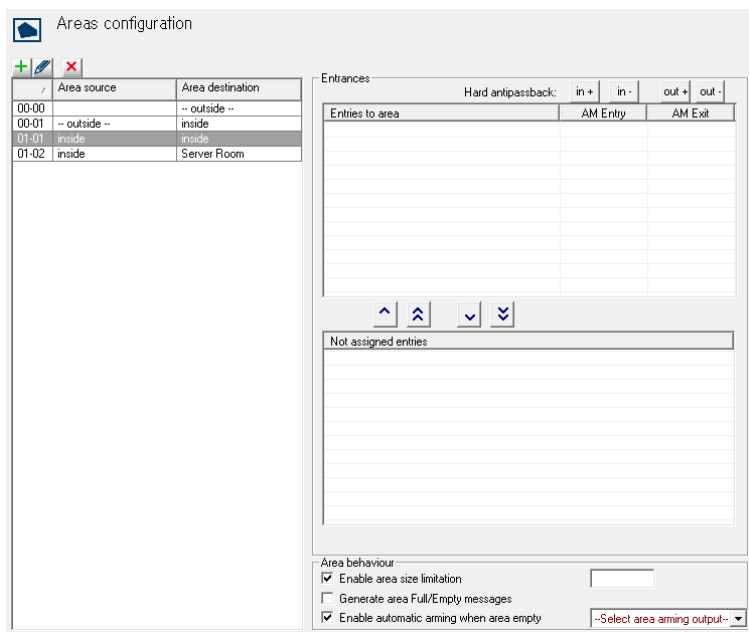 Areas configuration
Area source Area destination
00-00 -- outside --
00-01 -- outside -- inside
01-01 inside inside
01-02 inside Server Room
Entrances
Hard antipassback: in + in - out + out -
Entries to area AM Entry AM Exit
Not assigned entries
Area behaviour
Enable area size limitation
Generate area Full/Empty messages
Enable automatic arming when area empty --Select area arming output--